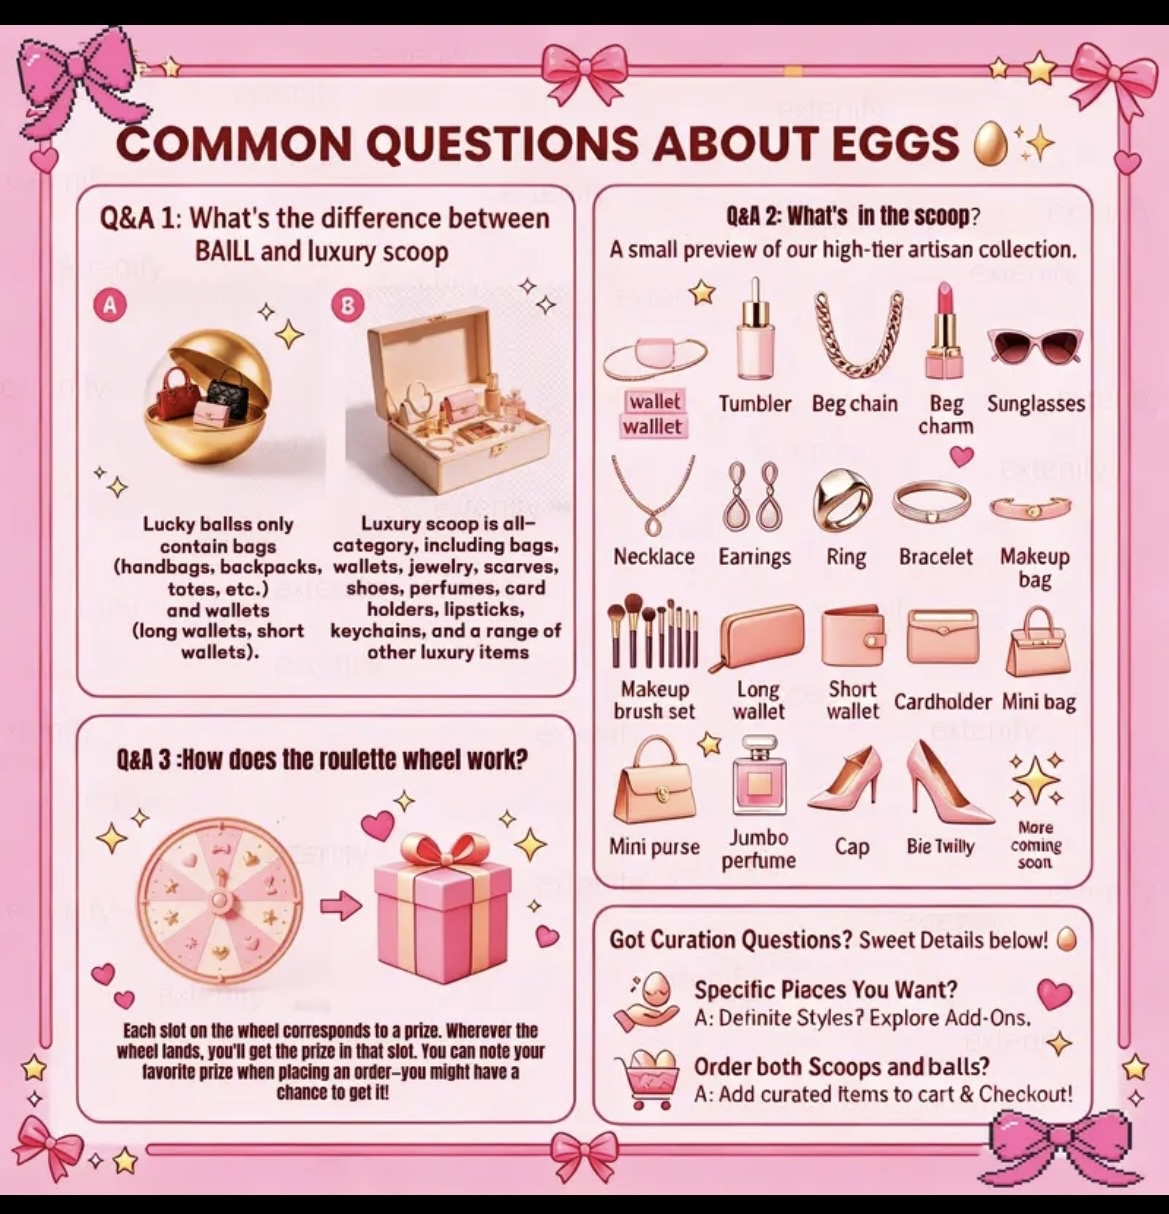 COMMON QUESTIONS ABOUT EGGS
Q&A 1: What's the difference between
BAILL and luxury scoop
A
B
Lucky ballss only
contain bags
(handbags, backpacks,
totes, etc.)
and wallets
(long wallets, short
wallets).
Luxury scoop is all–
category, including bags,
wallets, jewelry, scarves,
shoes, perfumes, card
holders, lipsticks,
keychains, and a range of
other luxury items
Q&A 2: What's in the scoop?
A small preview of our high-tier artisan collection.
wallet
walllet
Tumbler
Beg chain
Beg
charm
Sunglasses
Necklace
Earrings
Ring
Bracelet
Makeup
bag
Makeup
brush set
Long
wallet
Short
wallet
Cardholder
Mini bag
Mini purse
Jumbo
perfume
Cap
Bie Twilly
More
coming
soon
Q&A 3 :How does the roulette wheel work?
Each slot on the wheel corresponds to a prize. Wherever the
wheel lands, you'll get the prize in that slot. You can note your
favorite prize when placing an order—you might have a
chance to get it!
Got Curation Questions? Sweet Details below!
Specific Pieces You Want?
A: Definite Styles? Explore Add-Ons.
Order both Scoops and balls?
A: Add curated Items to cart & Checkout!
extenify